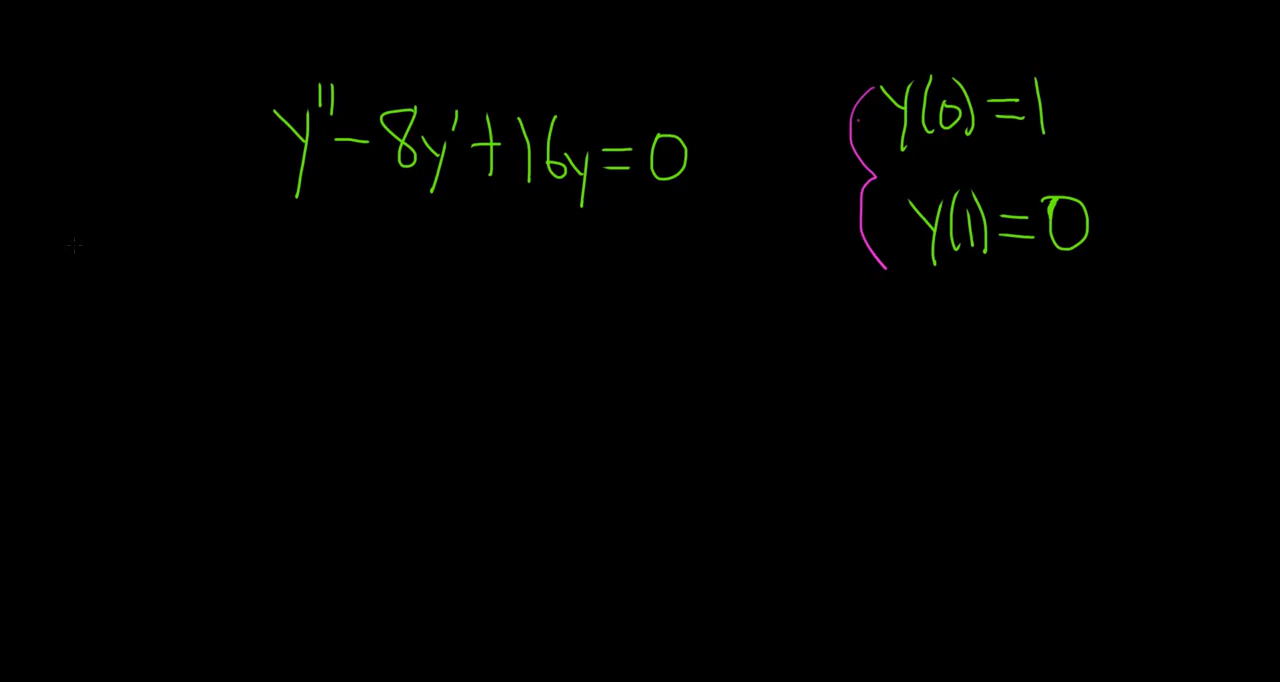 y'' - 8y' + 16y = 0
y(0) = 1
y(1) = 0